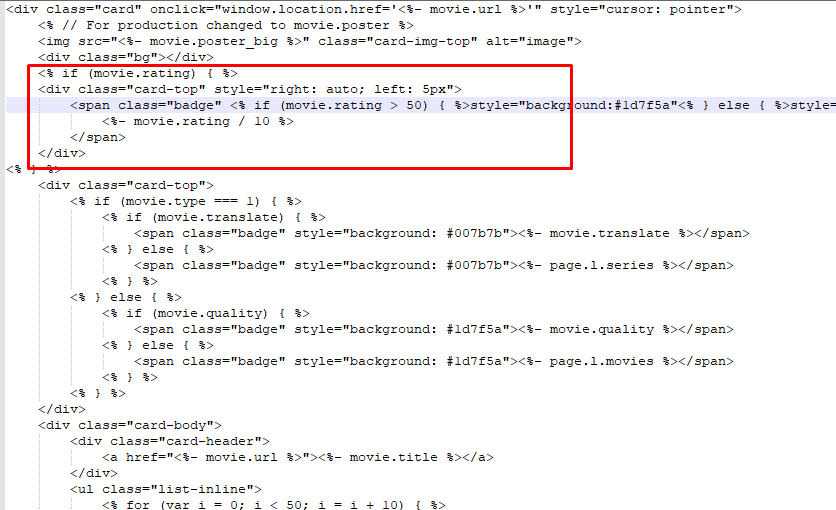 <div class="card" onclick="window.location.href='<%- movie.url %>'" style="cursor: pointer">
<% // For production changed to movie.poster %>
<img src="<%- movie.poster_big %>" class="card-img-top" alt="image">
<div class="bg"></div>
<% if (movie.rating) { %>
<div class="card-top" style="right: auto; left: 5px">
<span class="badge" <% if (movie.rating > 50) { %>style="background:#1d7f5a"<% } else { %>style=
<%- movie.rating / 10 %>
</span>
</div>
<% } %>
<div class="card-top">
<% if (movie.type === 1) { %>
<% if (movie.translate) { %>
<span class="badge" style="background: #007b7b"><%- movie.translate %></span>
<% } else { %>
<span class="badge" style="background: #007b7b"><%- page.l.series %></span>
<% } %>
<% } else { %>
<% if (movie.quality) { %>
<span class="badge" style="background: #1d7f5a"><%- movie.quality %></span>
<% } else { %>
<span class="badge" style="background: #1d7f5a"><%- page.l.movies %></span>
<% } %>
<% } %>
</div>
<div class="card-body">
<div class="card-header">
<a href="<%- movie.url %>"><%- movie.title %></a>
</div>
<ul class="list-inline">
<% for (var i = 0; i < 50; i = i + 10) { %>